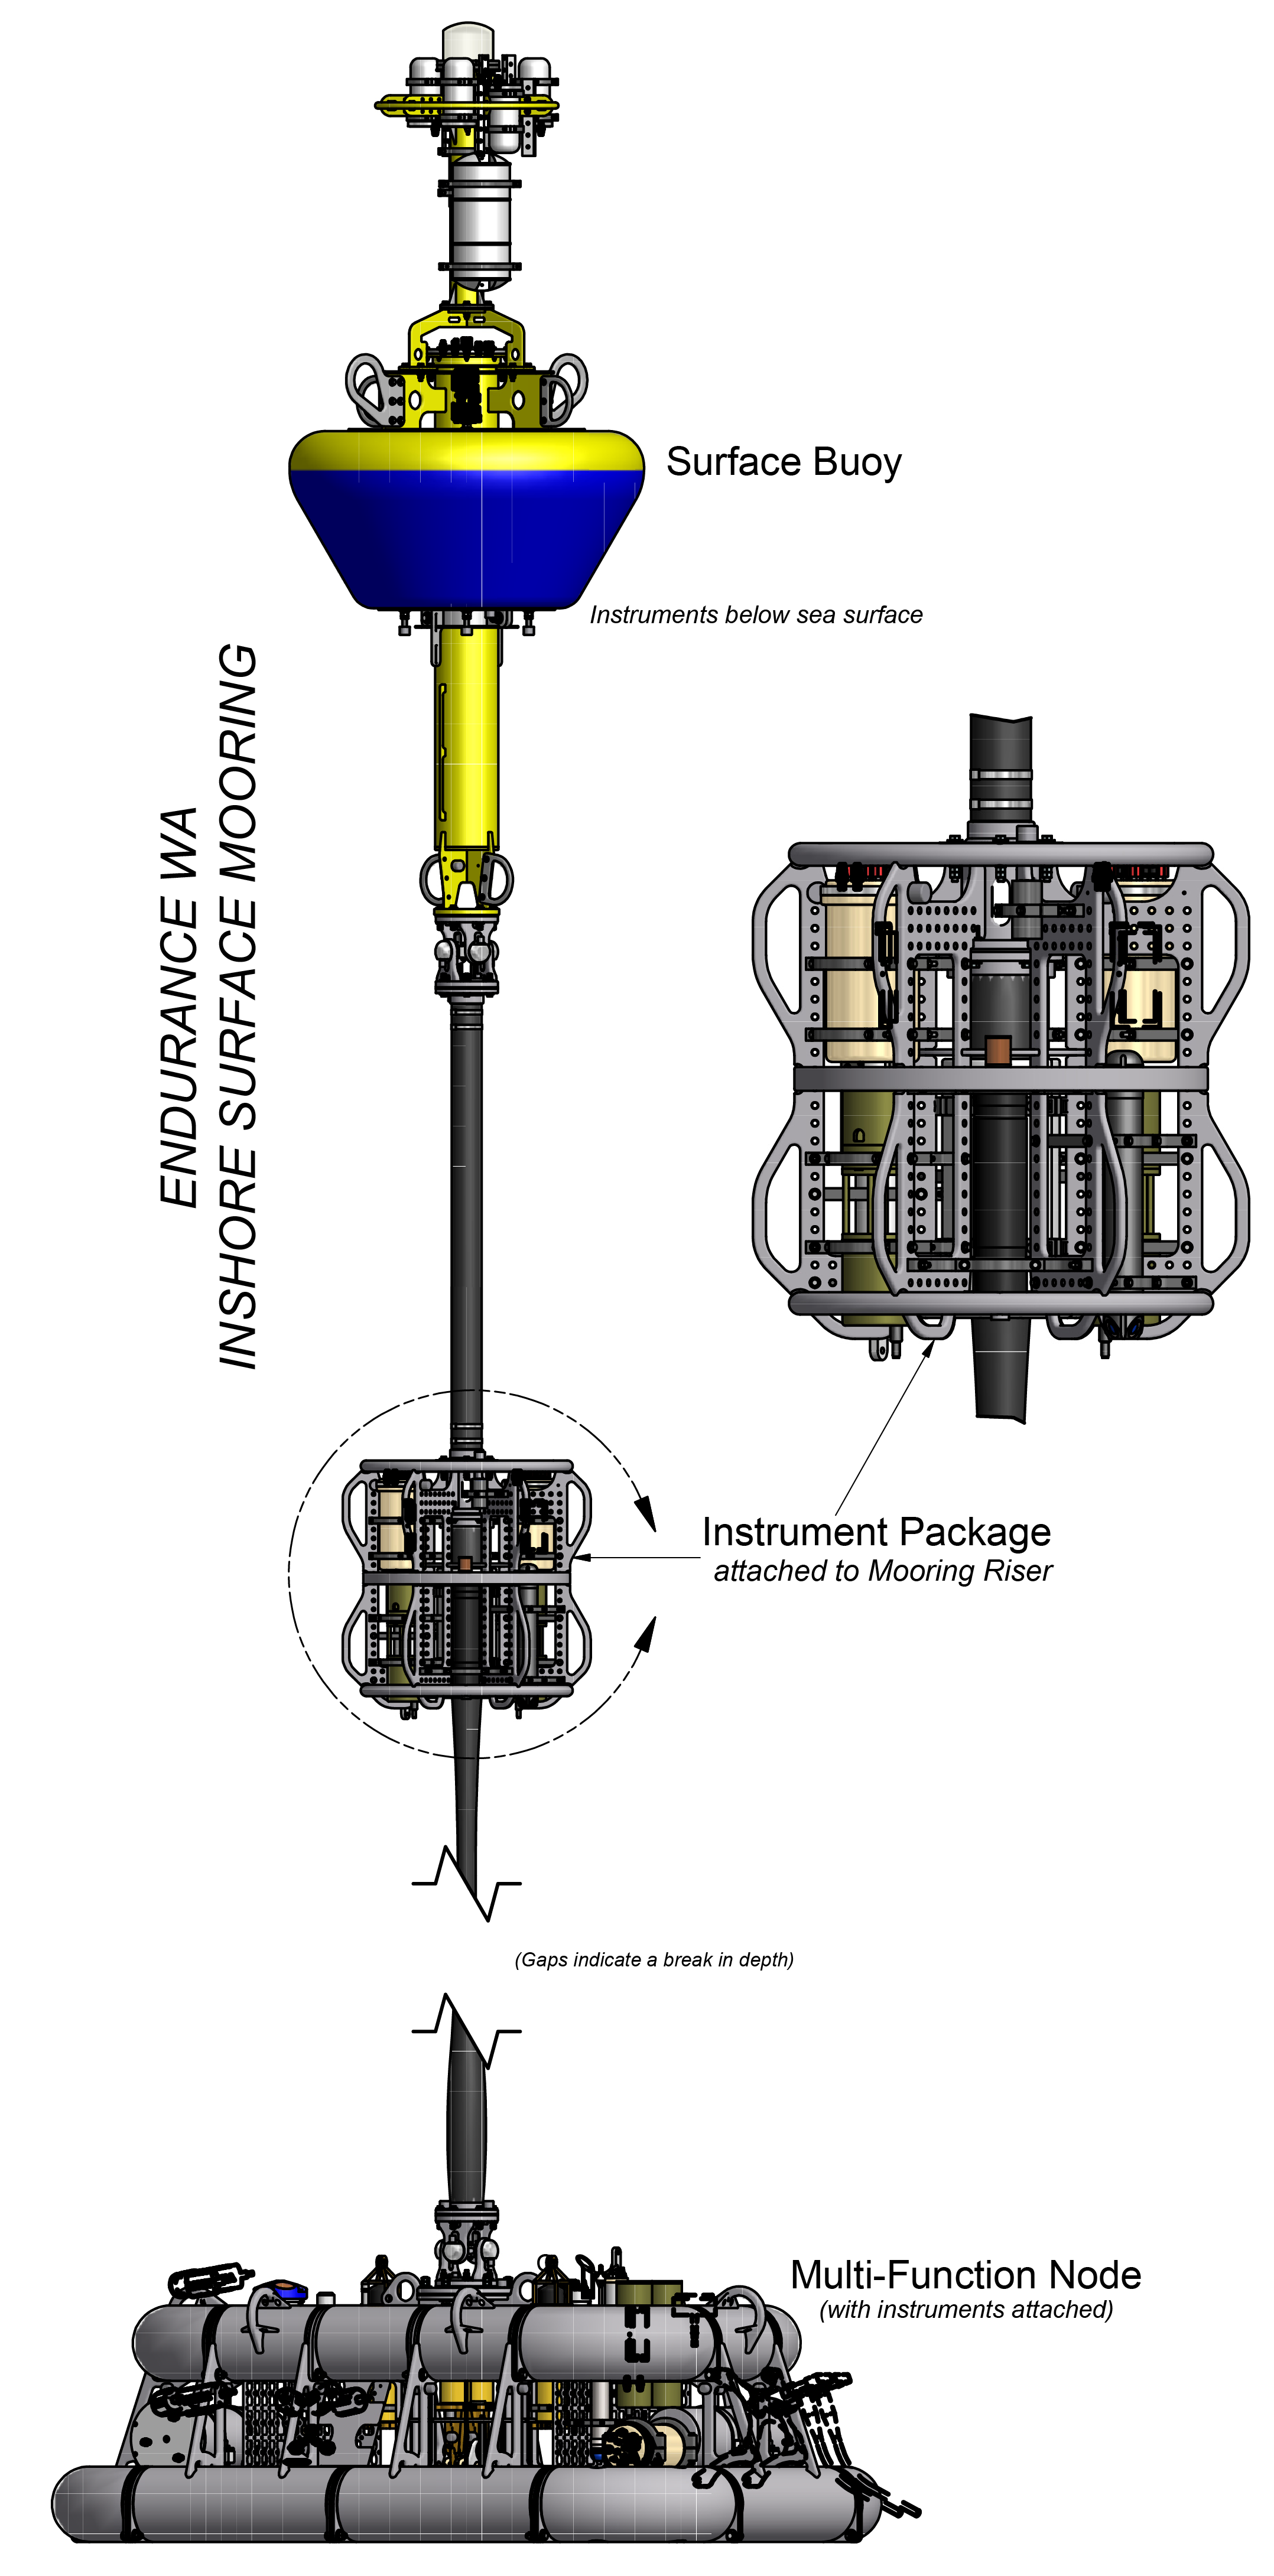 Surface Buoy
Instruments below sea surface
ENDURANCE WA
INSHORE SURFACE MOORING
Instrument Package
attached to Mooring Riser
(Gaps indicate a break in depth)
Multi-Function Node
(with instruments attached)